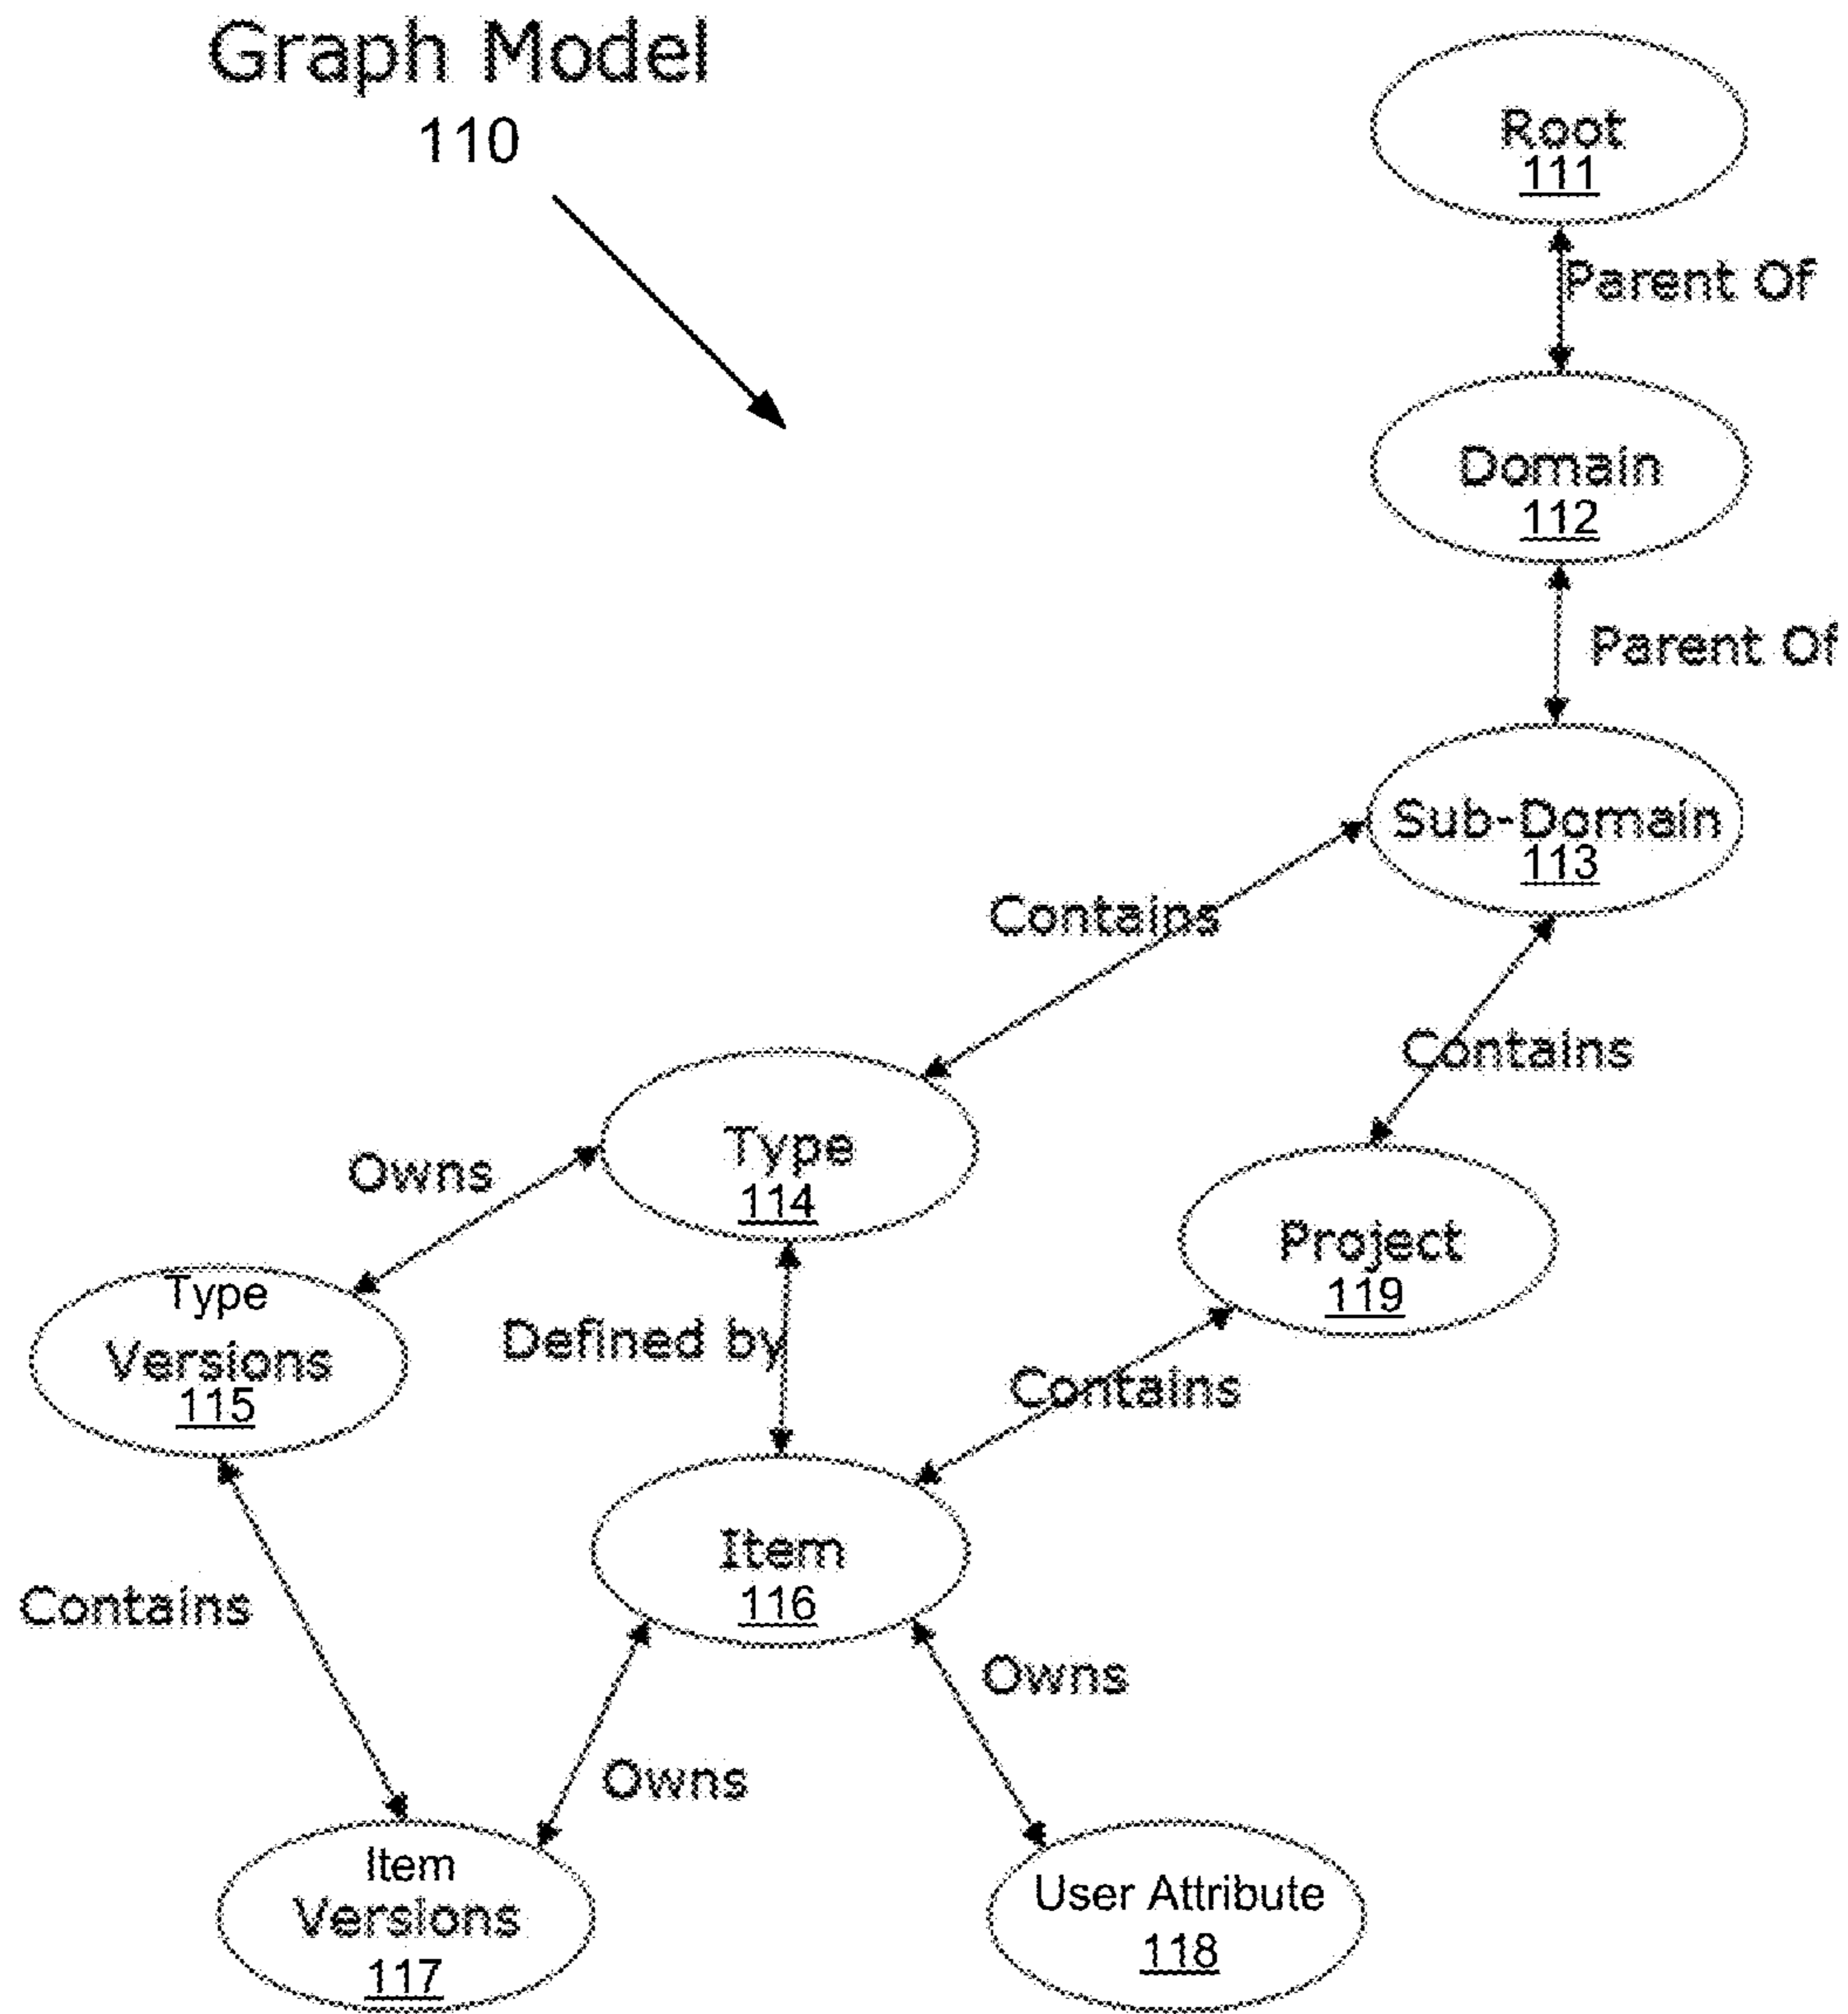 Graph Model
110
Root
111
Parent Of
Domain
112
Parent Of
Sub-Domain
113
Contains
Contains
Type
114
Owns
Project
119
Type
Versions
115
Defined by
Contains
Item
116
Contains
Owns
Owns
Item
Versions
117
User Attribute
118